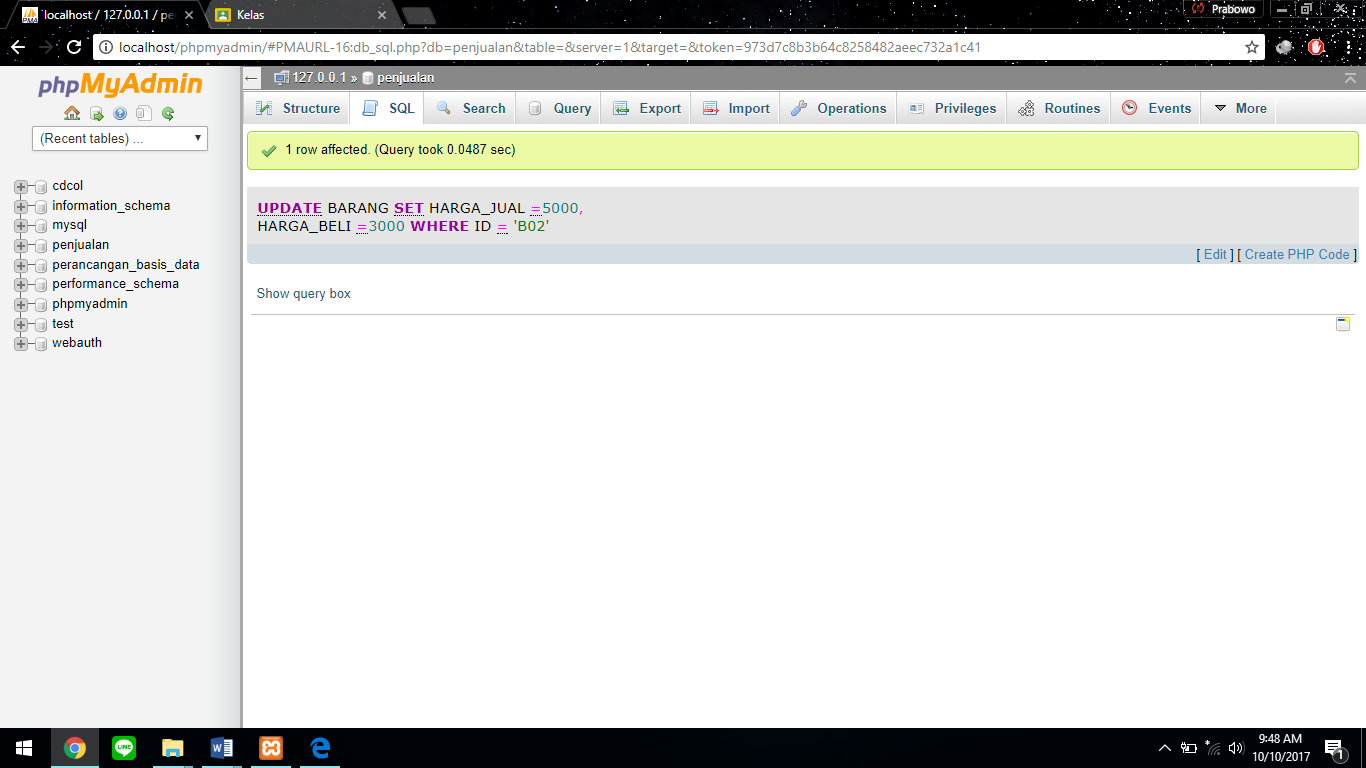 localhost / 127.0.0.1 / pe
Kelas
Prabowo
localhost/phpmyadmin/#PMAURL-16:db_sql.php?db=penjualan&table=&server=1&target=&token=973d7c8b3b64c8258482aeec732a1c41
phpMyAdmin
(Recent tables) ...
cdcol
information_schema
mysql
penjualan
perancangan_basis_data
performance_schema
phpmyadmin
test
webauth
127.0.0.1 » penjualan
Structure SQL Search Query Export Import Operations Privileges Routines Events More
1 row affected. (Query took 0.0487 sec)
UPDATE BARANG SET HARGA_JUAL =5000,
HARGA_BELI =3000 WHERE ID = 'B02'
[ Edit ] [ Create PHP Code ]
Show query box
LINE
9:48 AM
10/10/2017
1